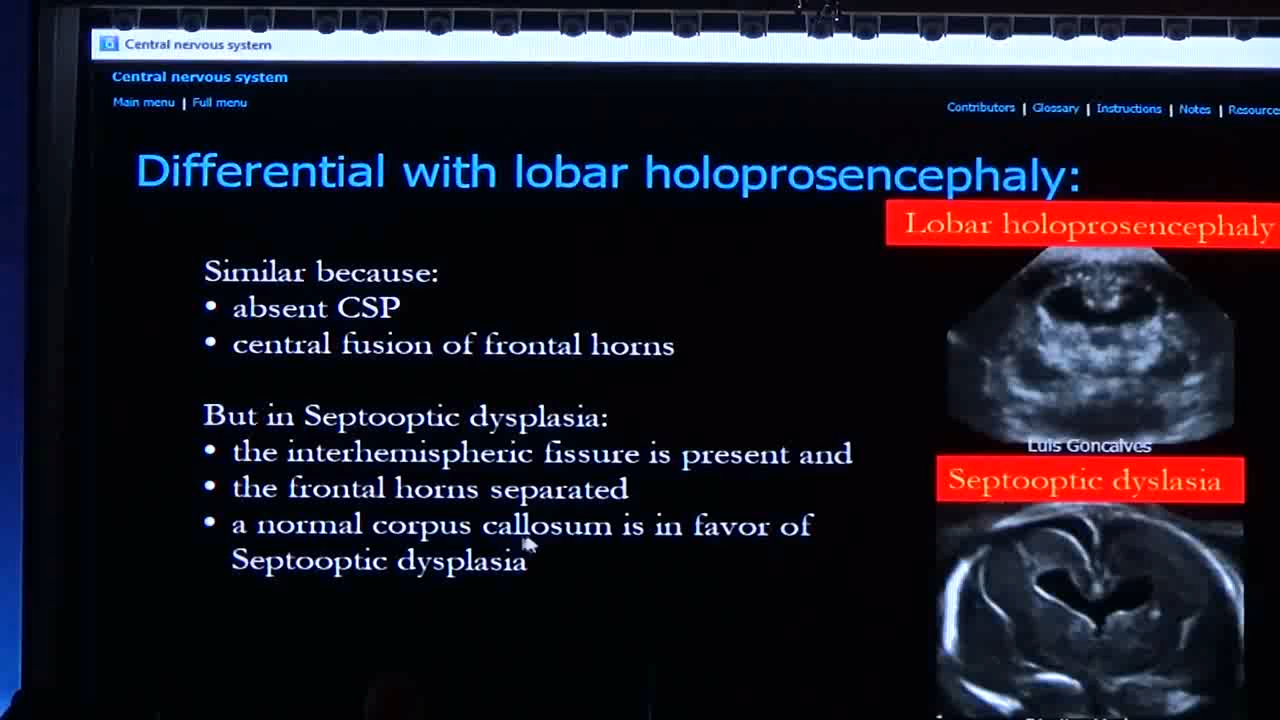 Central nervous system
Central nervous system
Main menu | Full menu
Contributors | Glossary | Instructions | Notes | Resources
Differential with lobar holoprosencephaly:
Lobar holoprosencephaly
Similar because:
• absent CSP
• central fusion of frontal horns
Luis Goncalves
But in Septooptic dysplasia:
• the interhemispheric fissure is present and
• the frontal horns separated
• a normal corpus callosum is in favor of
Septooptic dysplasia
Septooptic dyslasia